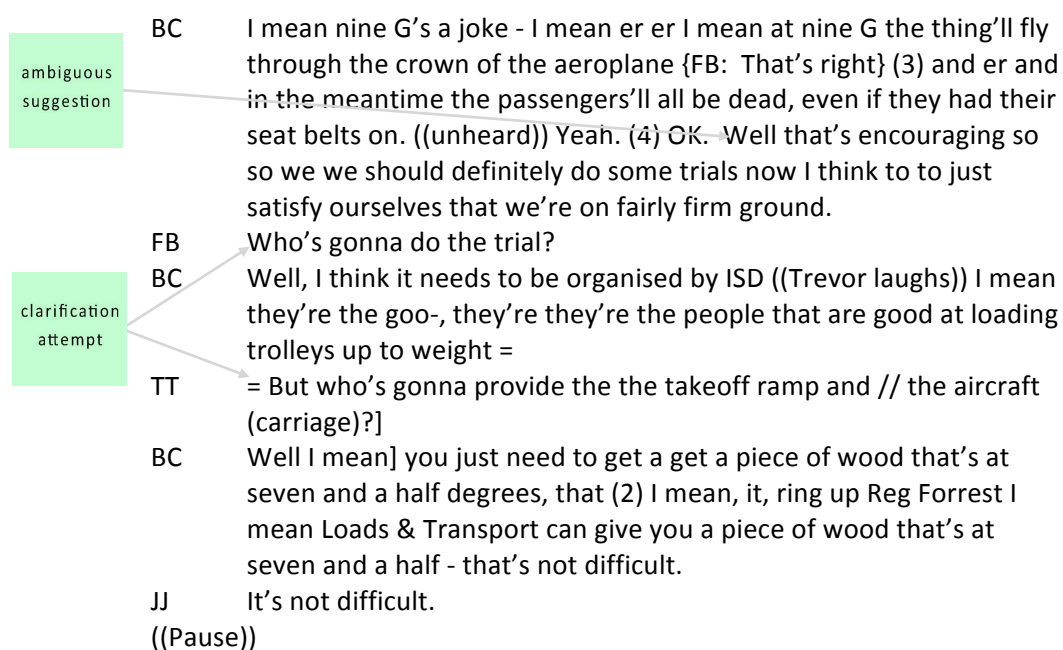 BC I mean nine G's a joke - I mean er er I mean at nine G the thing'll fly
through the crown of the aeroplane {FB: That's right} (3) and er and
in the meantime the passengers'll all be dead, even if they had their
seat belts on. ((unheard)) Yeah. (4) OK. Well that's encouraging so
so we we should definitely do some trials now I think to to just
satisfy ourselves that we're on fairly firm ground.
ambiguous
suggestion
FB Who's gonna do the trial?
BC Well, I think it needs to be organised by ISD ((Trevor laughs)) I mean
they're the goo-, they're they're the people that are good at loading
trolleys up to weight =
clarification
attempt
TT = But who's gonna provide the the takeoff ramp and // the aircraft
(carriage)?]
BC Well I mean] you just need to get a get a piece of wood that's at
seven and a half degrees, that (2) I mean, it, ring up Reg Forrest I
mean Loads & Transport can give you a piece of wood that's at
seven and a half - that's not difficult.
JJ It's not difficult.
((Pause))